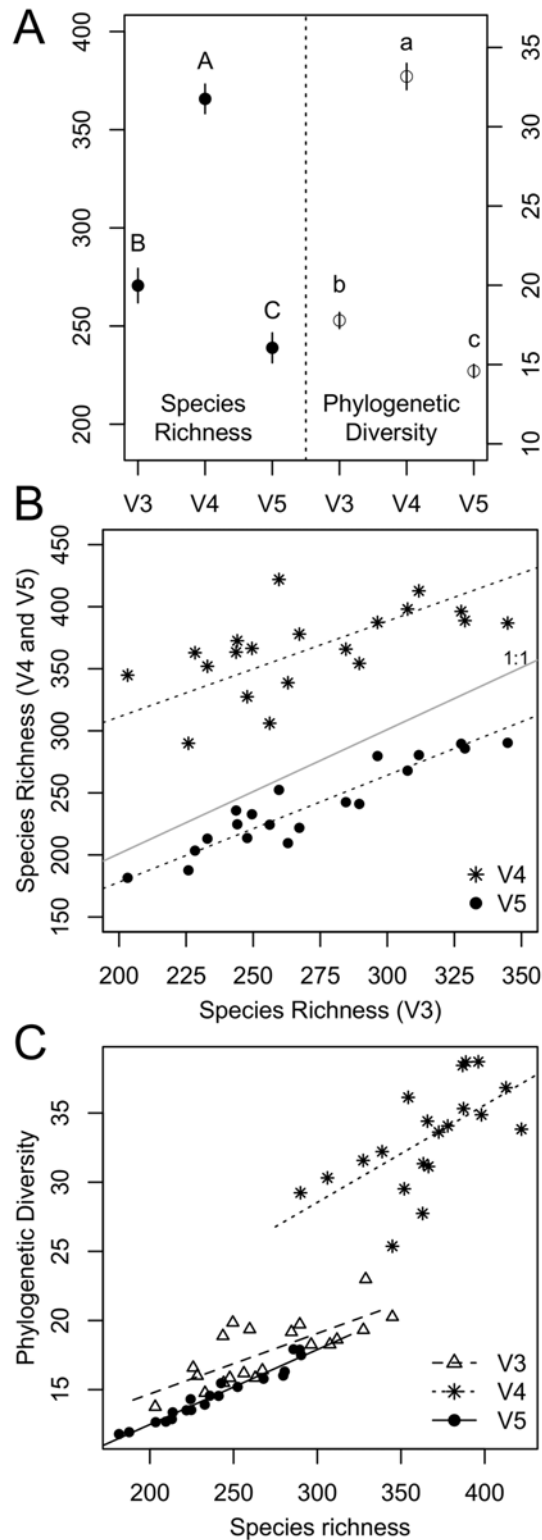 A
400
350
300
250
200
A
B
C
a
b
c
35
30
25
20
15
10
Species
Richness
Phylogenetic
Diversity
V3 V4 V5 V3 V4 V5
B
Species Richness (V4 and V5)
450
400
350
300
250
200
150
1:1
V4
V5
200 225 250 275 300 325 350
Species Richness (V3)
C
Phylogenetic Diversity
35
30
25
20
15
V3
V4
V5
200 250 300 350 400
Species richness